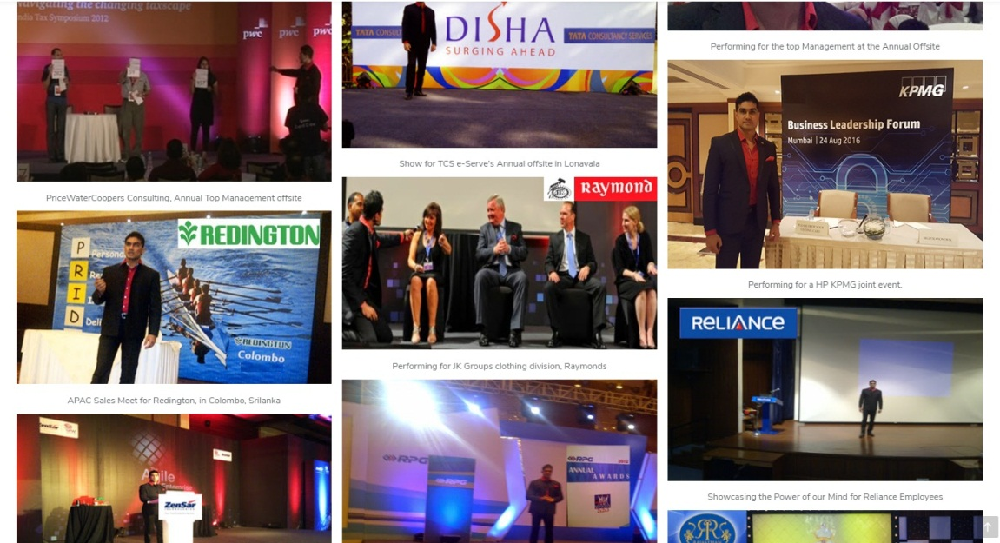 navigating the changing taxscape
India Tax Symposium 2012
pwc
pwc
pwc
PriceWaterCoopers Consulting, Annual Top Management offsite
P
R
I
D
Persona
Deli
REDINGTON
REDINGTON
Colombo
APAC Sales Meet for Redington, in Colombo, Srilanka
ZenSar
Agile
Enterprise
ZenSar
TATA CONSUL
DISHA
SURGING AHEAD
TATA CONSULTANCY SERVICES
Show for TCS e-Serve's Annual offsite in Lonavala
Raymond
Performing for JK Groups clothing division, Raymonds
RPG
RPG
RPG
2012
ANNUAL
AWARDS
Performing for the top Management at the Annual Offsite
KPMG
Business Leadership Forum
Mumbai | 24 Aug 2016
Performing for a HP KPMG joint event.
RELIANCE
Showcasing the Power of our Mind for Reliance Employees
RR